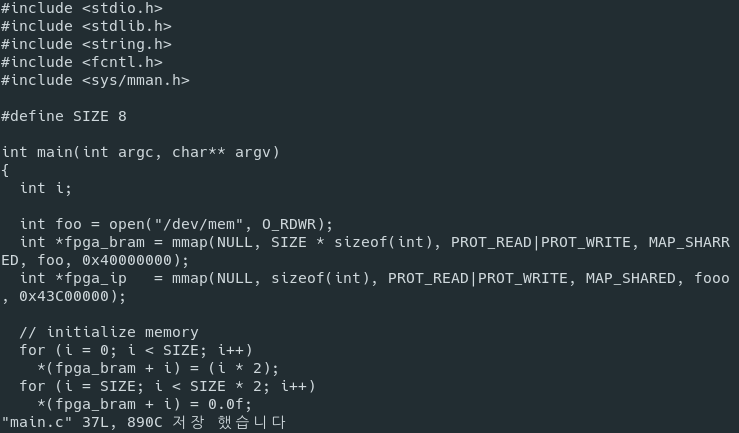 #include <stdio.h>
#include <stdlib.h>
#include <string.h>
#include <fcntl.h>
#include <sys/mman.h>

#define SIZE 8

int main(int argc, char** argv)
{
  int i;

  int foo = open("/dev/mem", O_RDWR);
  int *fpga_bram = mmap(NULL, SIZE * sizeof(int), PROT_READ|PROT_WRITE, MAP_SHARR
ED, foo, 0x40000000);
  int *fpga_ip   = mmap(NULL, sizeof(int), PROT_READ|PROT_WRITE, MAP_SHARED, fooo
, 0x43C00000);

  // initialize memory
  for (i = 0; i < SIZE; i++)
    *(fpga_bram + i) = (i * 2);
  for (i = SIZE; i < SIZE * 2; i++)
    *(fpga_bram + i) = 0.0f;
"main.c" 37L, 890C 저장 했습니다